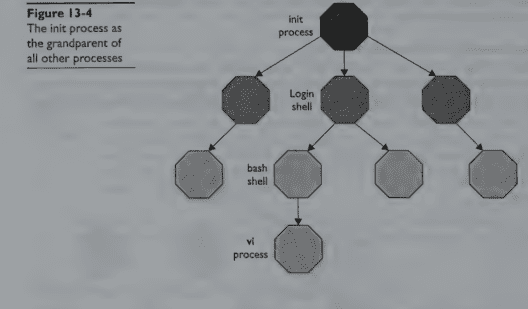 Figure 13-4
The init process as
the grandparent of
all other processes
init
process
Login
shell
bash
shell
vi
process